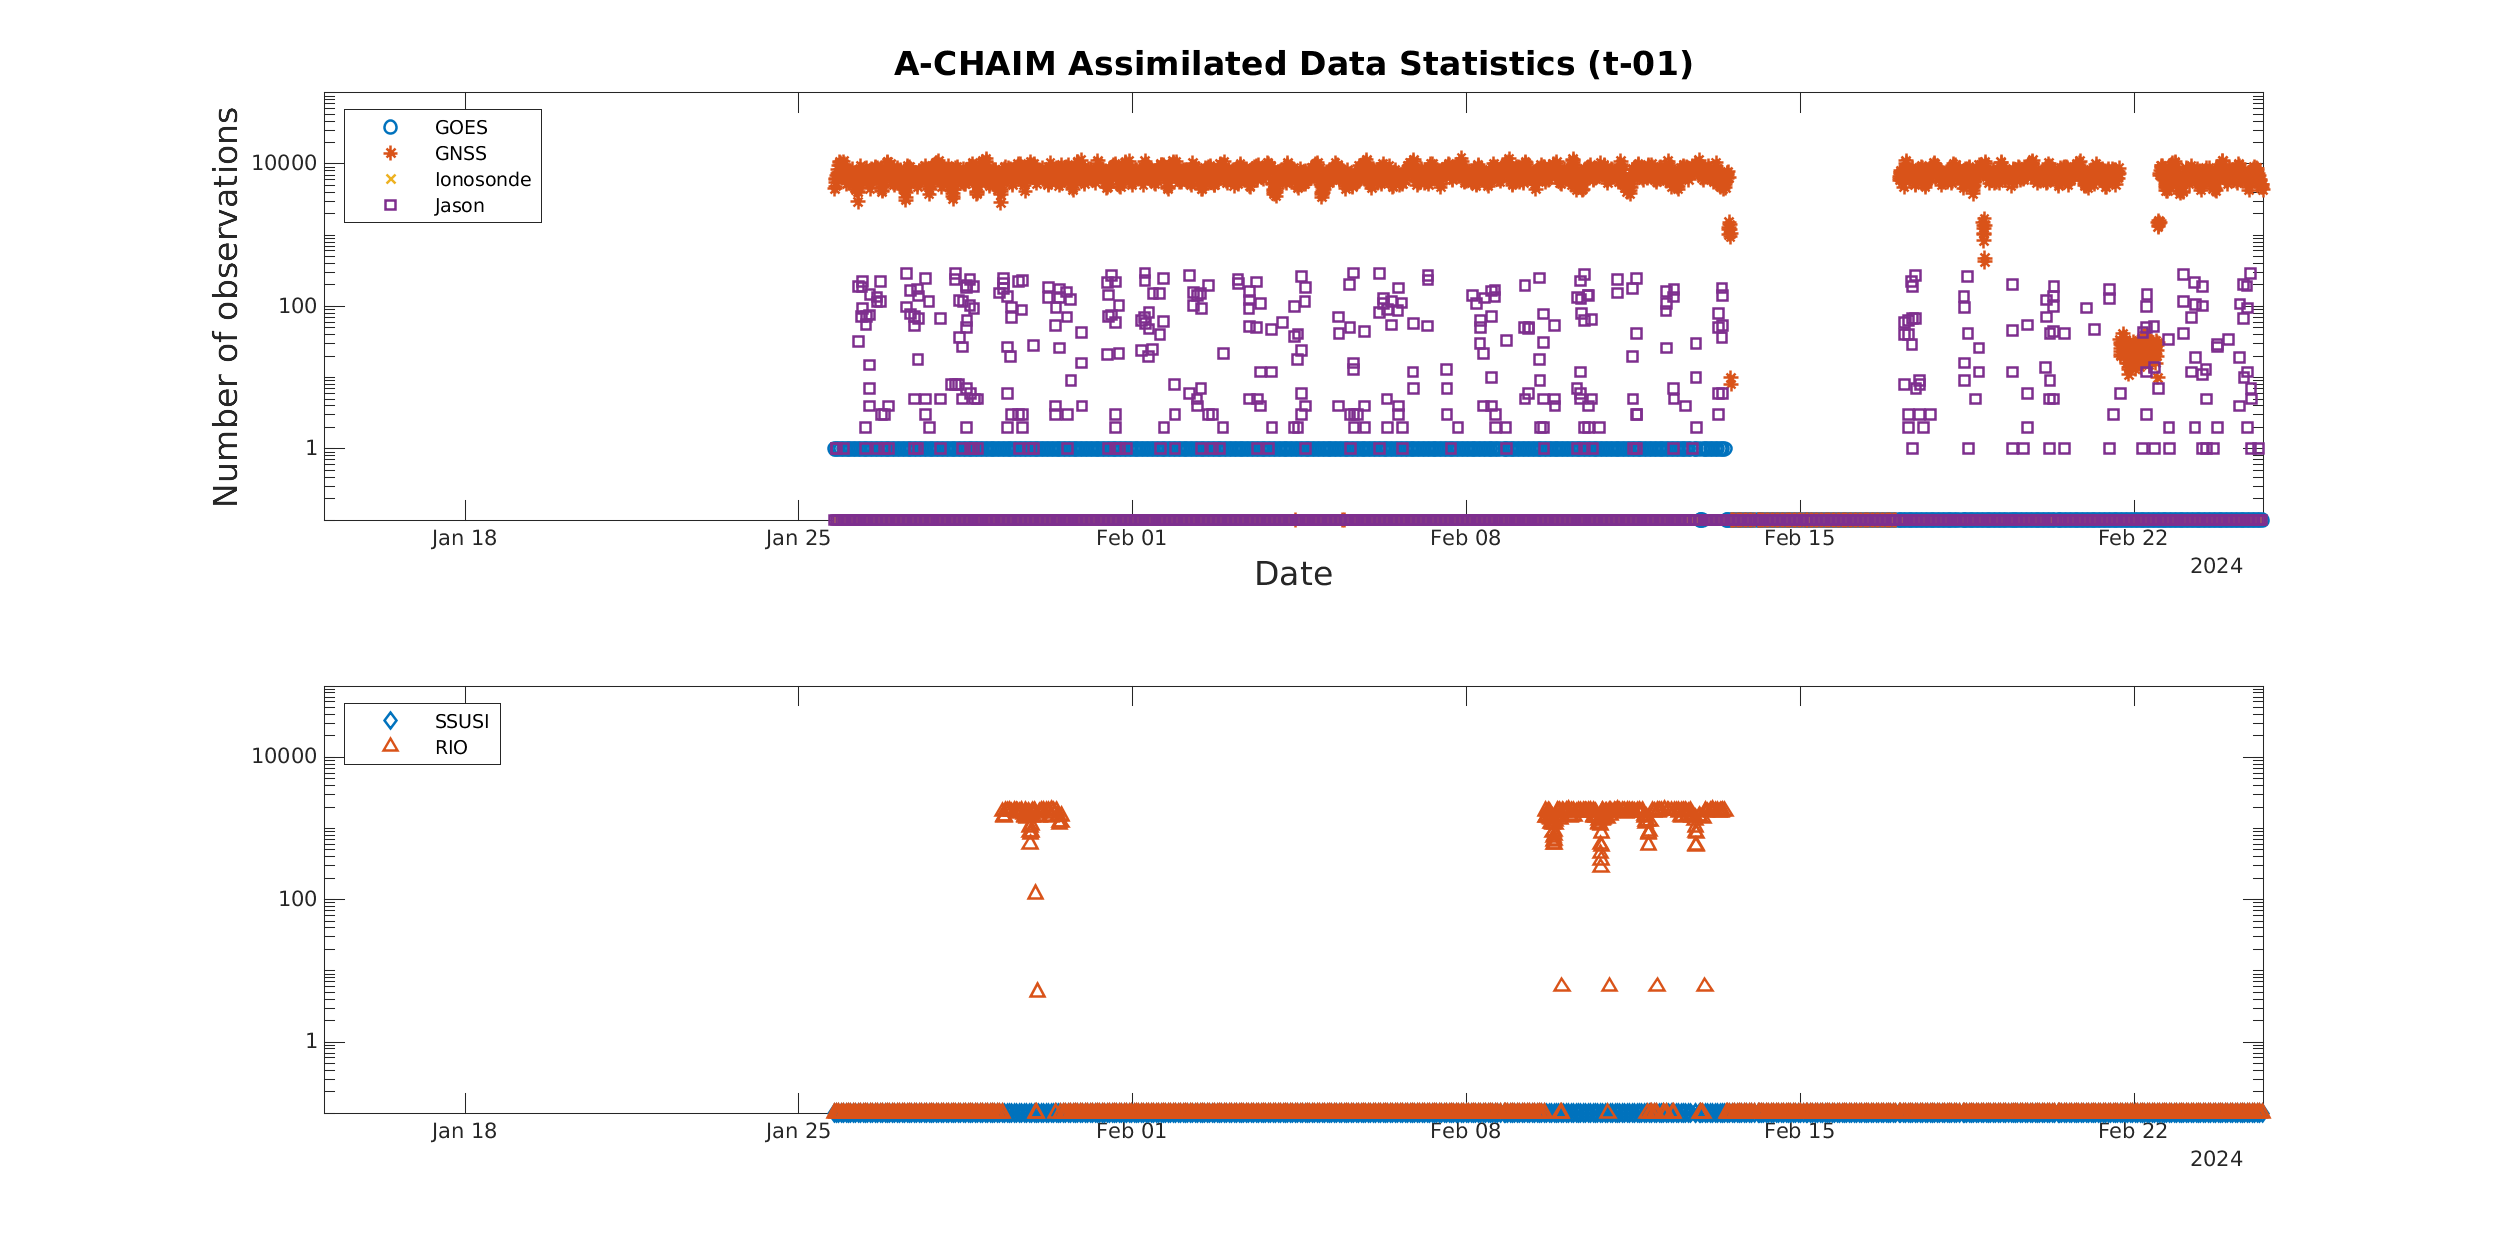 A-CHAIM Assimilated Data Statistics (t-01)
Number of observations
10000
100
1
GOES
GNSS
Ionosonde
Jason
Jan 18
Jan 25
Feb 01
Feb 08
Feb 15
Feb 22
2024
Date
10000
100
1
SSUSI
RIO
Jan 18
Jan 25
Feb 01
Feb 08
Feb 15
Feb 22
2024